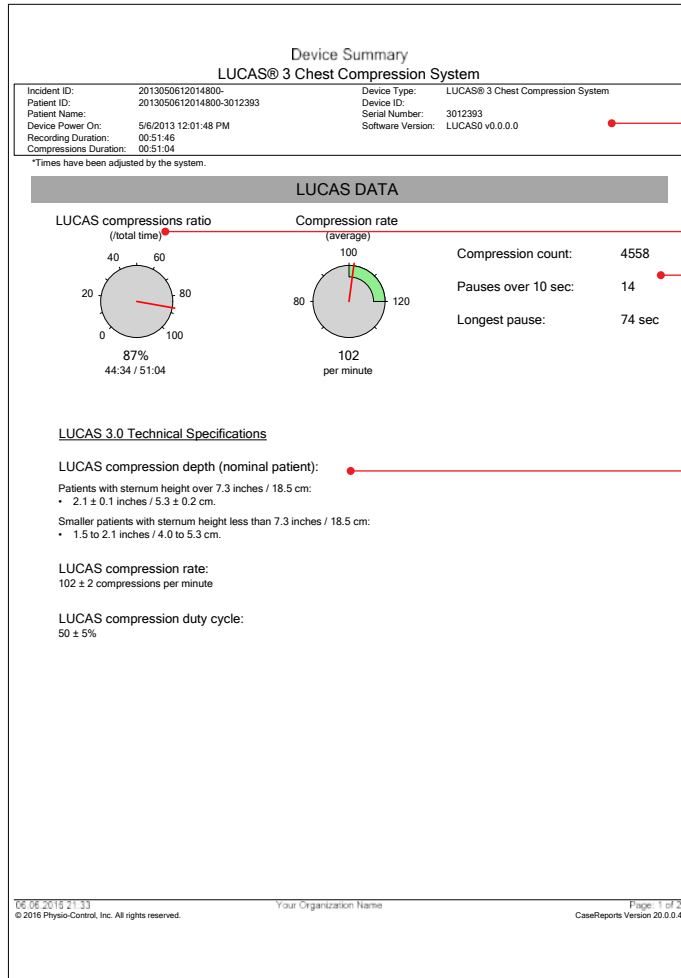 Device Summary
LUCAS® 3 Chest Compression System
Incident ID: 2013050612014800- Device Type: LUCAS® 3 Chest Compression System
Patient ID: 2013050612014800-3012393 Device ID:
Patient Name: Serial Number: 3012393
Device Power On: 5/6/2013 12:01:48 PM Software Version: LUCAS0 v0.0.0.0
Recording Duration: 00:51:46
Compressions Duration: 00:51:04
*Times have been adjusted by the system.
LUCAS DATA
LUCAS compressions ratio
(/total time)
0 20 40 60 80 100
87%
44:34 / 51:04
Compression rate
(average)
80 100 120
102
per minute
Compression count: 4558
Pauses over 10 sec: 14
Longest pause: 74 sec
LUCAS 3.0 Technical Specifications
LUCAS compression depth (nominal patient):
Patients with sternum height over 7.3 inches / 18.5 cm:
• 2.1 ± 0.1 inches / 5.3 ± 0.2 cm.
Smaller patients with sternum height less than 7.3 inches / 18.5 cm:
• 1.5 to 2.1 inches / 4.0 to 5.3 cm.
LUCAS compression rate:
102 ± 2 compressions per minute
LUCAS compression duty cycle:
50 ± 5%
06.06.2016 21:33 Your Organization Name Page: 1 of 2
© 2016 Physio-Control, Inc. All rights reserved. CaseReports Version 20.0.0.4